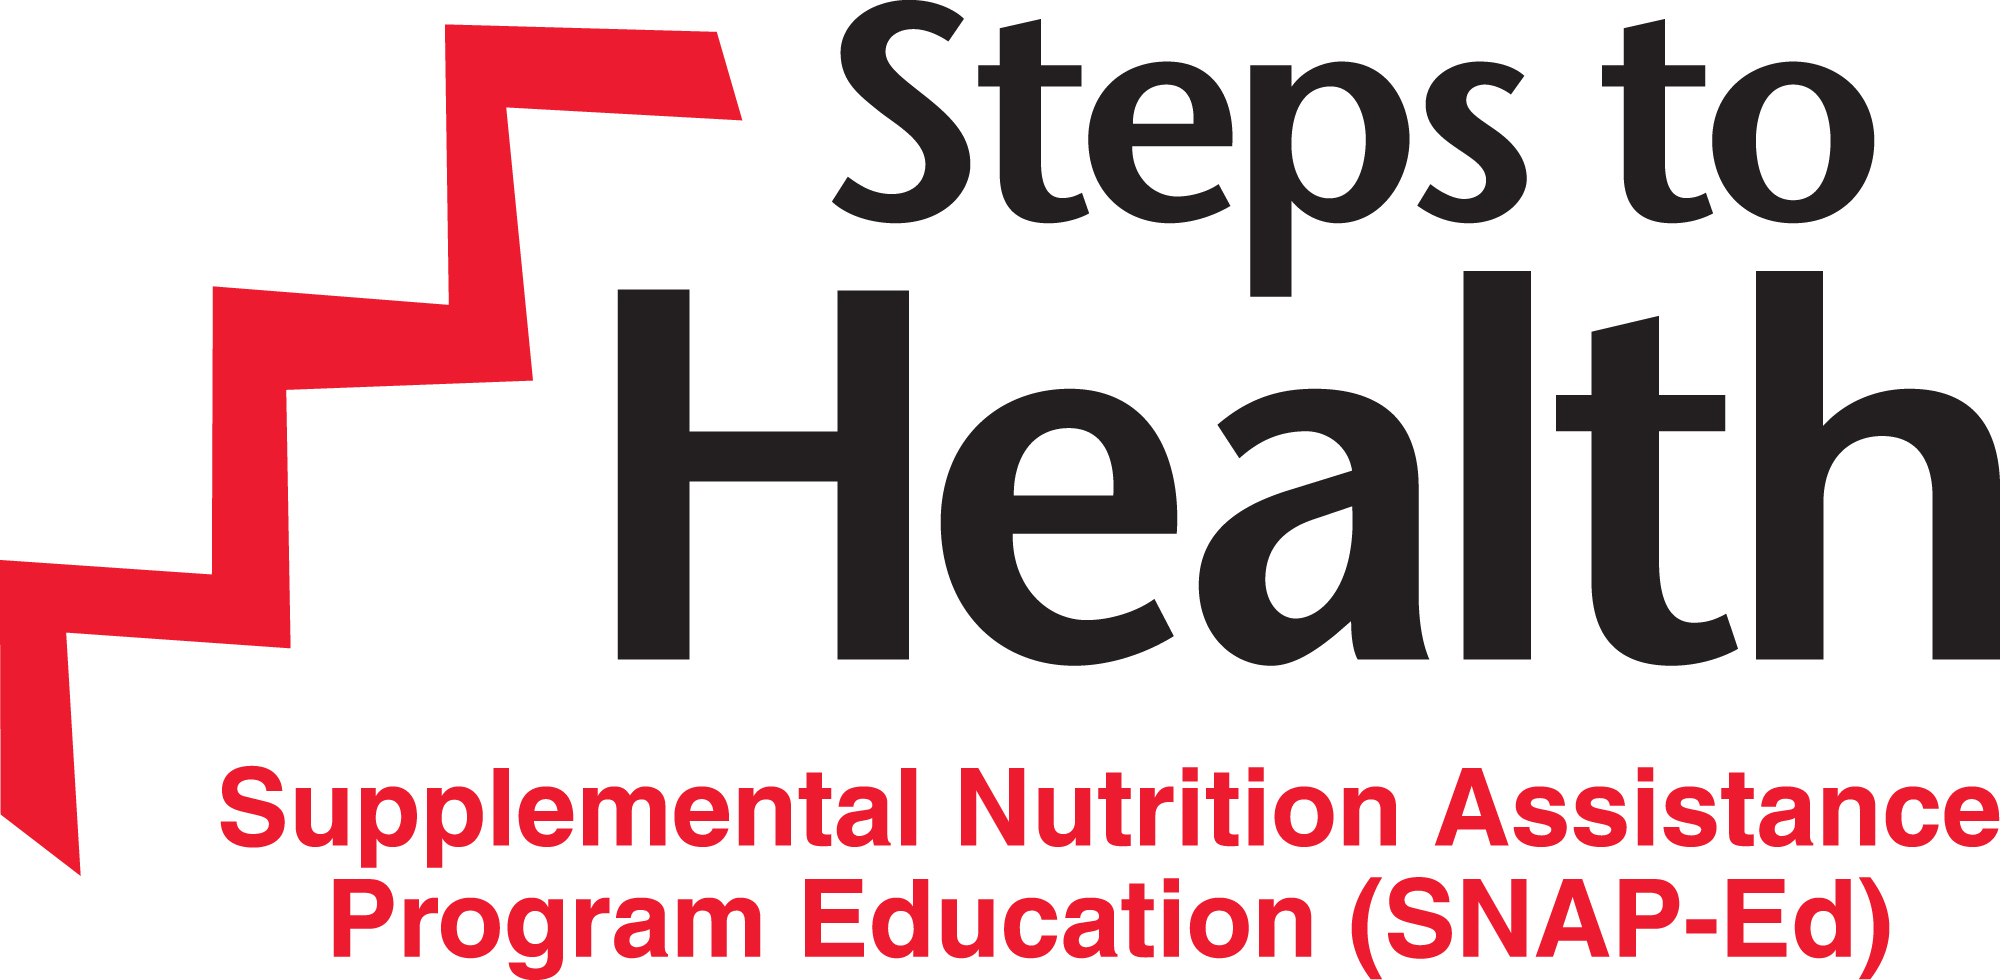 Steps to
Health
Supplemental Nutrition Assistance
Program Education (SNAP-Ed)